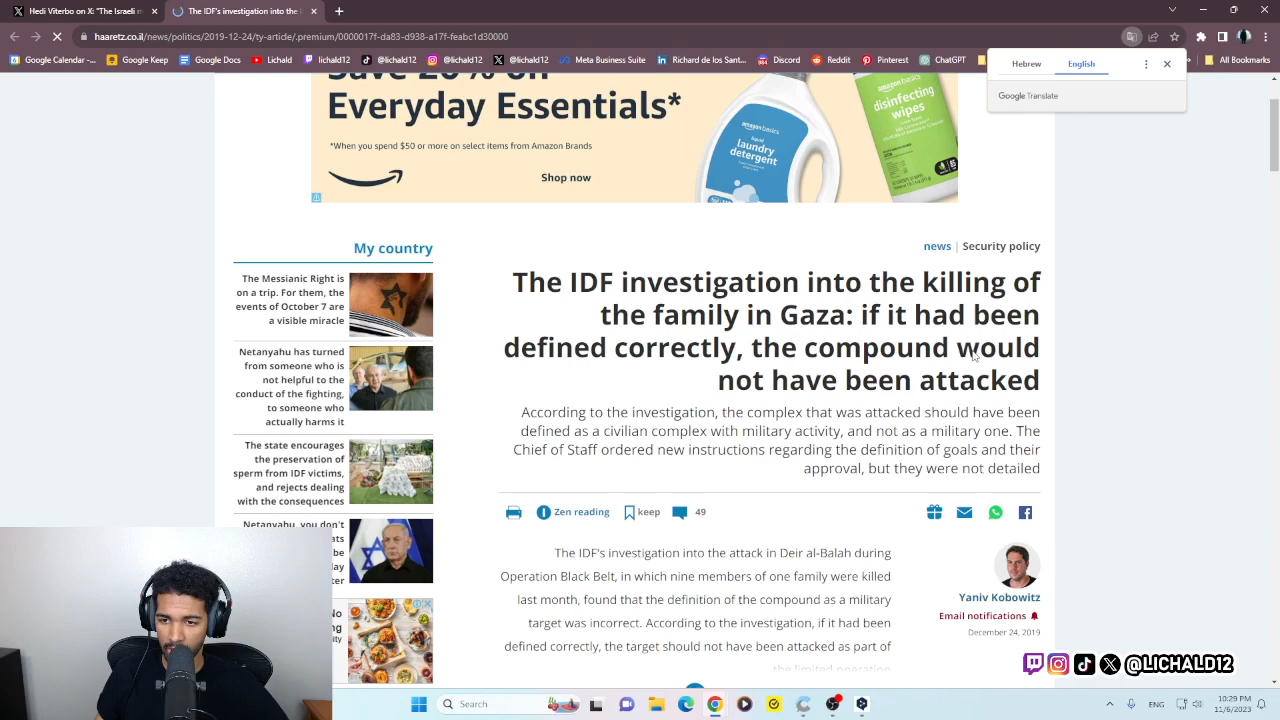 Hedi Viterbo on X: "The Israeli m
haaretz.co.il/news/politics/2019-12-24/ty-article/.premium/0000017f-da83-d938-a17f-feabc1d30000
Google Calendar -...
Google Keep
Google Docs
Lichald
lichald12
@lichald12
@lichald12
@lichald12
Meta Business Suite
Richard de los Sant...
Discord
Reddit
Pinterest
ChatGPT
All Bookmarks
Hebrew
English
Google Translate
Save 20% on
Everyday Essentials*
*When you spend $50 or more on select items from Amazon Brands
Shop now
amazon basics
liquid
laundry
detergent
amazon basics
disinfecting
wipes
My country
The Messianic Right is
on a trip. For them, the
events of October 7 are
a visible miracle
Netanyahu has turned
from someone who is
not helpful to the
conduct of the fighting,
to someone who
actually harms it
The state encourages
the preservation of
sperm from IDF victims,
and rejects dealing
with the consequences
Netanyahu, you don't
news | Security policy
The IDF investigation into the killing of
the family in Gaza: if it had been
defined correctly, the compound would
not have been attacked
According to the investigation, the complex that was attacked should have been
defined as a civilian complex with military activity, and not as a military one. The
Chief of Staff ordered new instructions regarding the definition of goals and their
approval, but they were not detailed
Zen reading
keep
49
The IDF's investigation into the attack in Deir al-Balah during
Operation Black Belt, in which nine members of one family were killed
last month, found that the definition of the compound as a military
target was incorrect. According to the investigation, if it had been
defined correctly, the target should not have been attacked as part of
the limited operation
Yaniv Kobowitz
Email notifications
December 24, 2019
@LICHALD12
Search
ENG
10:29 PM
11/6/2023